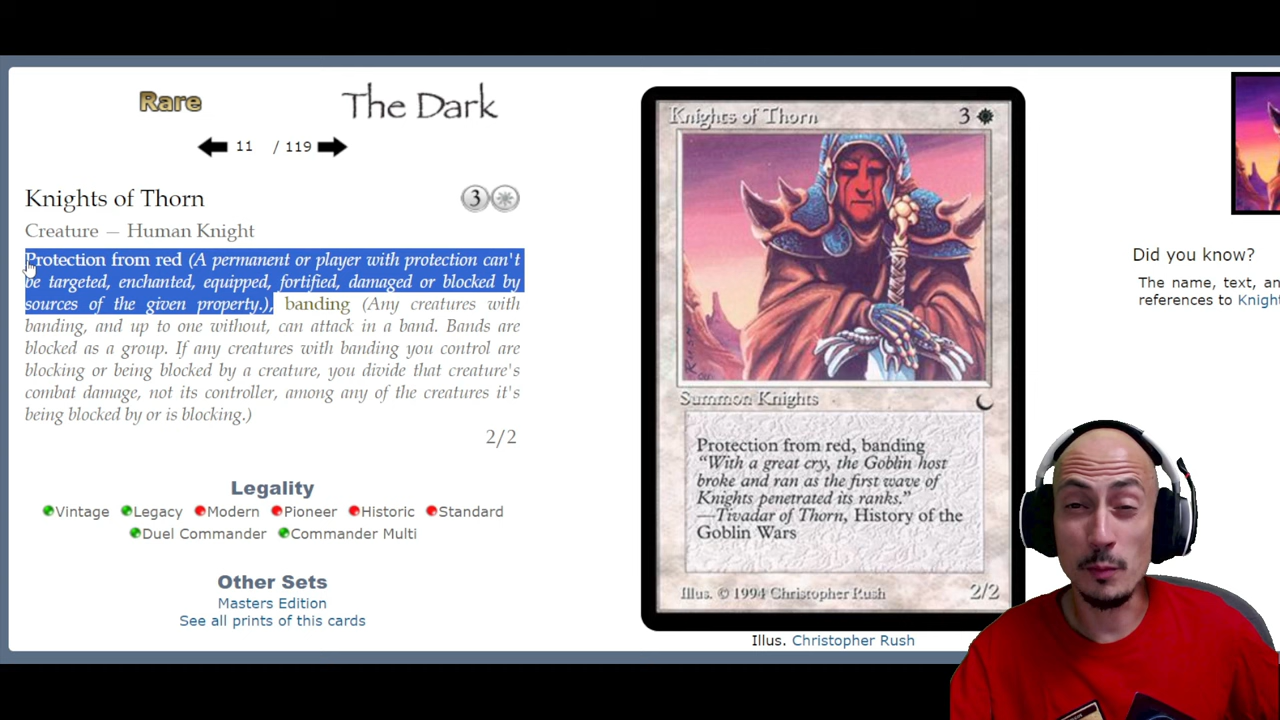 Rare
The Dark
11 / 119
Knights of Thorn
3
Creature — Human Knight
Protection from red (A permanent or player with protection can't
be targeted, enchanted, equipped, fortified, damaged or blocked by
sources of the given property.), banding (Any creatures with
banding, and up to one without, can attack in a band. Bands are
blocked as a group. If any creatures with banding you control are
blocking or being blocked by a creature, you divide that creature's
combat damage, not its controller, among any of the creatures it's
being blocked by or is blocking.)
2/2
Legality
Vintage Legacy Modern Pioneer Historic Standard
Duel Commander Commander Multi
Other Sets
Masters Edition
See all prints of this cards
Knights of Thorn 3
Summon Knights
Protection from red, banding
"With a great cry, the Goblin host
broke and ran as the first wave of
Knights penetrated its ranks."
—Tivadar of Thorn, History of the
Goblin Wars
Illus. © 1994 Christopher Rush 2/2
Illus. Christopher Rush
Did you know?
The name, text, an
references to Knight